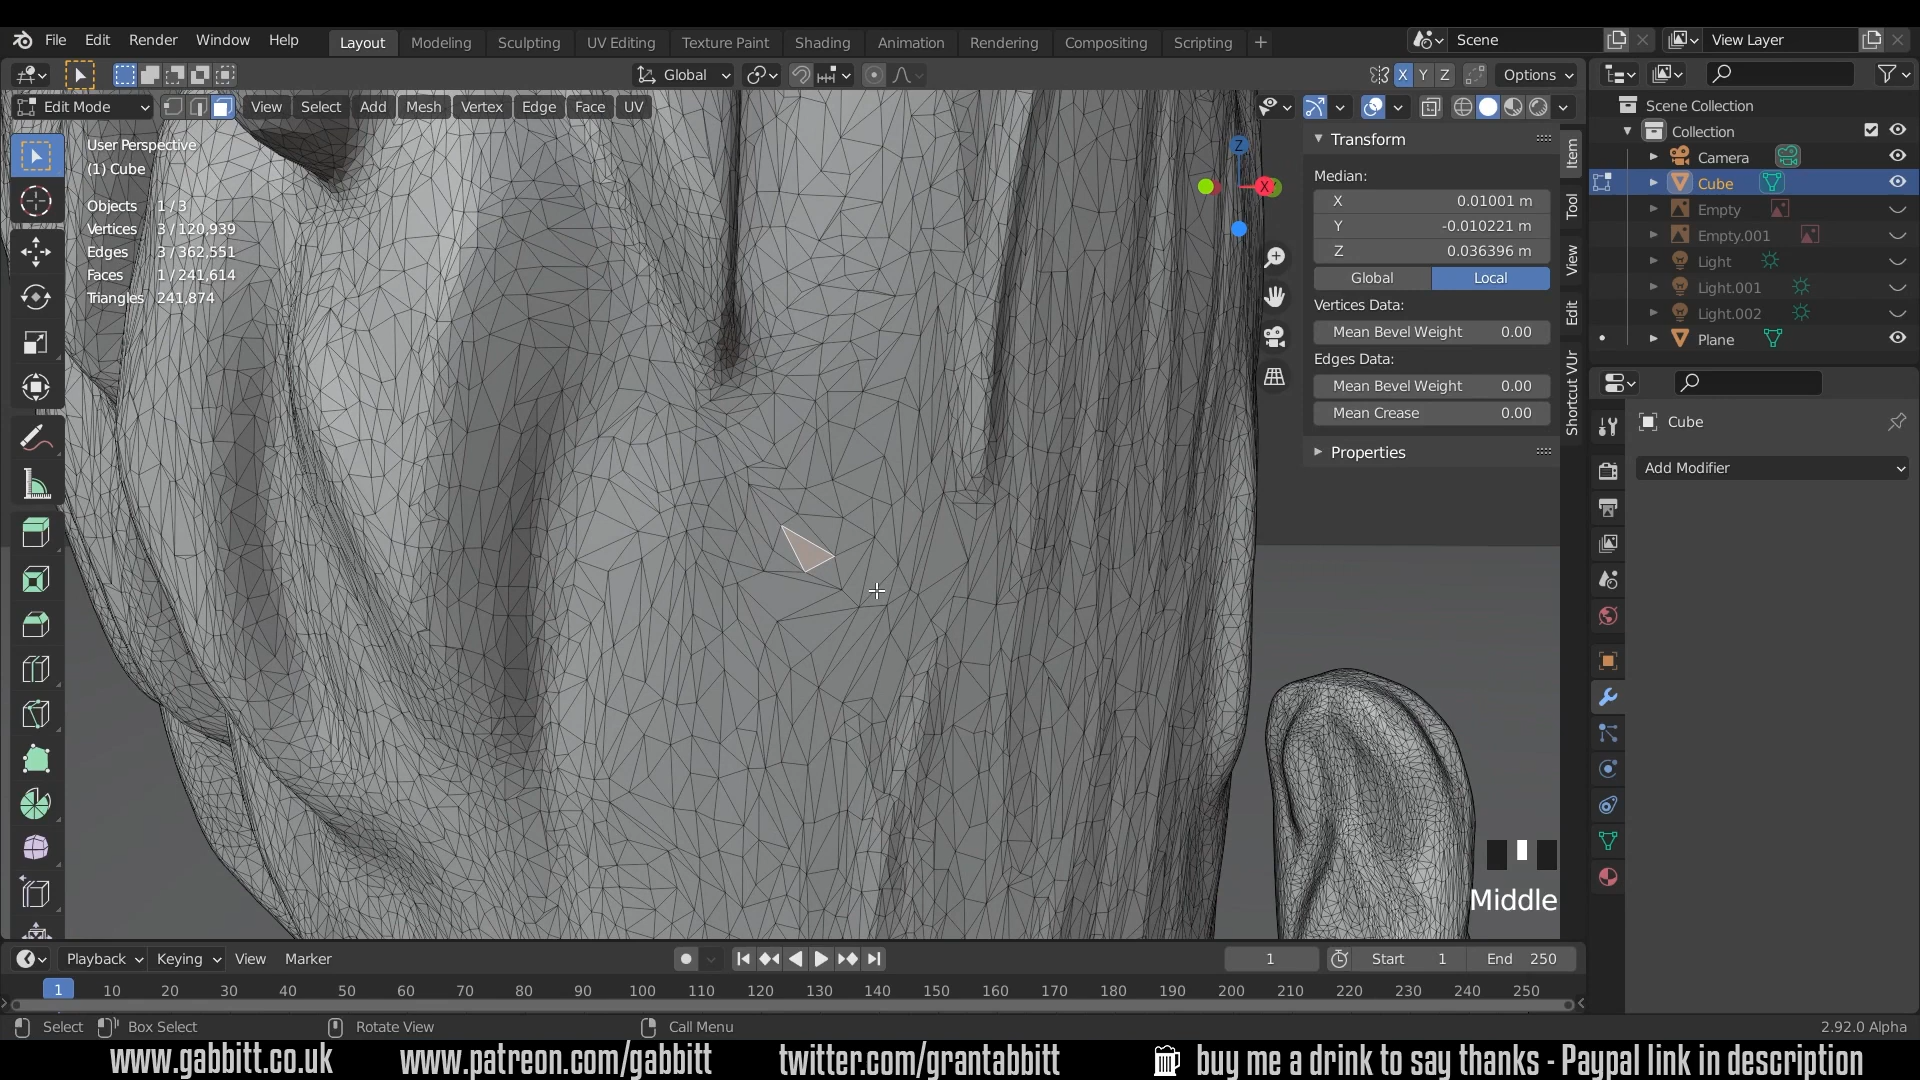 File Edit Render Window Help Layout Modeling Sculpting UV Editing Texture Paint Shading Animation Rendering Compositing Scripting + Scene View Layer
Global X Y Z Options
Edit Mode View Select Add Mesh Vertex Edge Face UV
User Perspective
(1) Cube
Objects 1 / 3
Vertices 3 / 120,939
Edges 3 / 362,551
Faces 1 / 241,614
Triangles 241,874
Z
X
Transform
Median:
X 0.01001 m
Y -0.010221 m
Z 0.036396 m
Global Local
Vertices Data:
Mean Bevel Weight 0.00
Edges Data:
Mean Bevel Weight 0.00
Mean Crease 0.00
Properties
Item
Tool
View
Edit
Shortcut VUr
Scene Collection
Collection
Camera
Cube
Empty
Empty.001
Light
Light.001
Light.002
Plane
Cube
Add Modifier
Middle
Playback Keying View Marker 1 Start 1 End 250
1 10 20 30 40 50 60 70 80 90 100 110 120 130 140 150 160 170 180 190 200 210 220 230 240 250
Select Box Select Rotate View Call Menu 2.92.0 Alpha
www.gabbitt.co.uk www.patreon.com/gabbitt twitter.com/grantabbitt buy me a drink to say thanks - Paypal link in description